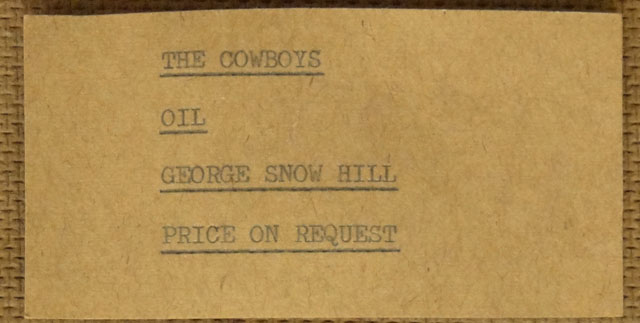 THE COWBOYS
OIL
GEORGE SNOW HILL
PRICE ON REQUEST